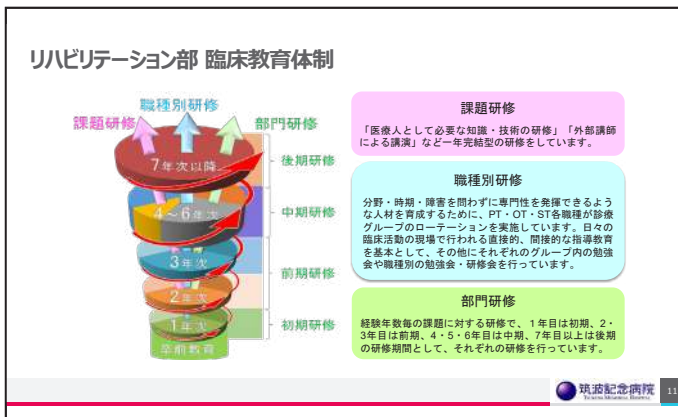 リハビリテーション部 臨床教育体制
職種別研修
課題研修
部門研修
7年次以降
後期研修
4～6年次
中期研修
3年次
前期研修
2年次
1年次
初期研修
卒前教育
課題研修
「医療人として必要な知識・技術の研修」「外部講師
による講演」など一年完結型の研修をしています。
職種別研修
分野・時期・障害を問わずに専門性を発揮できるよう
な人材を育成するために、PT・OT・ST各職種が診療
グループのローテーションを実施しています。日々の
臨床活動の現場で行われる直接的、間接的な指導教育
を基本として、その他にそれぞれのグループ内の勉強
会や職種別の勉強会・研修会を行っています。
部門研修
経験年数毎の課題に対する研修で、１年目は初期、2・
3年目は前期、4・5・6年目は中期、7年目以上は後期
の研修期間として、それぞれの研修を行っています。
筑波記念病院
Tsukuba Memorial Hospital
11